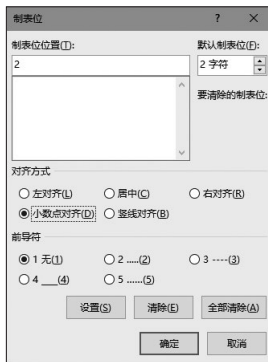 制表位 ? ×
制表位位置(T): 默认制表位(F):
2 2 字符
要清除的制表位:
对齐方式
左对齐(L) 居中(C) 右对齐(R)
小数点对齐(D) 竖线对齐(B)
前导符
1 无(1) 2 .....(2) 3 ----(3)
4 __(4) 5 ......(5)
设置(S) 清除(E) 全部清除(A)
确定 取消